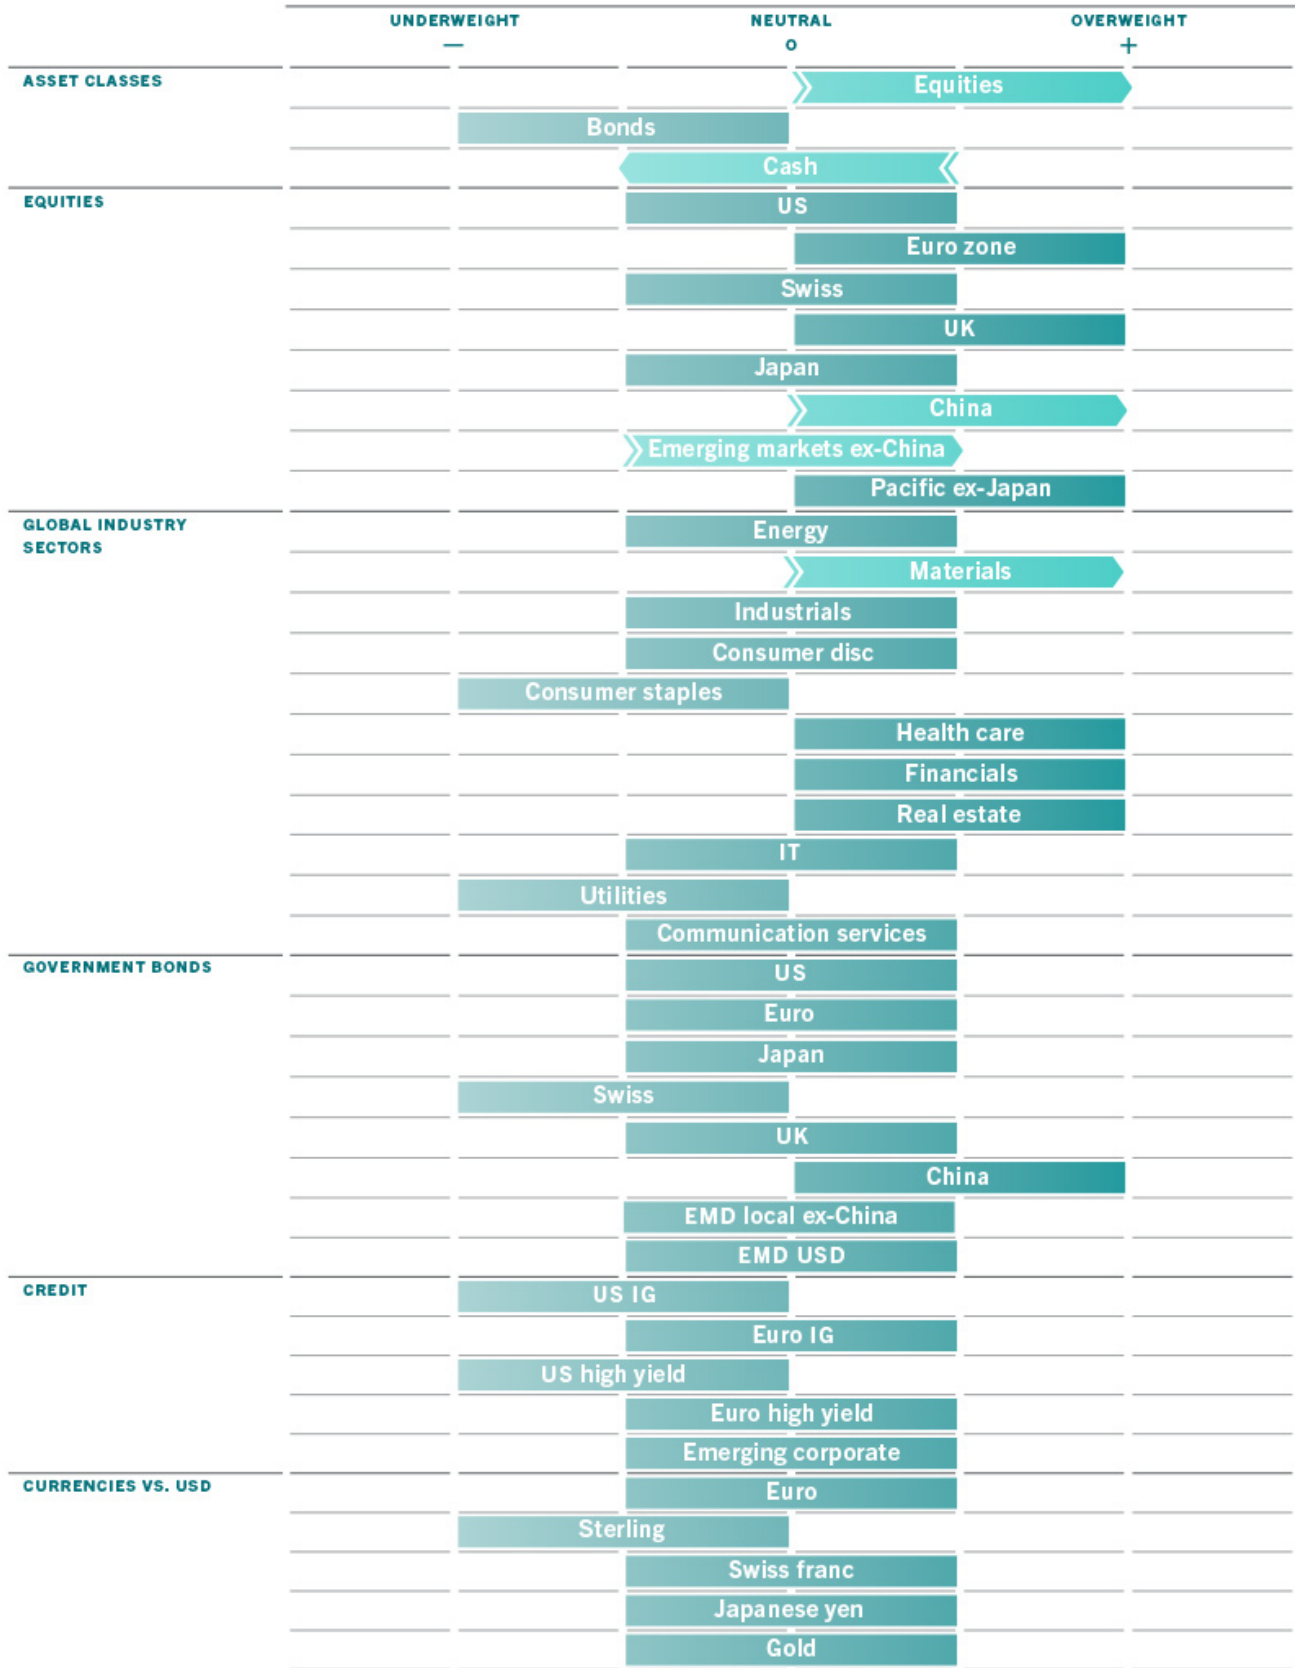 UNDERWEIGHT NEUTRAL OVERWEIGHT
— o +
ASSET CLASSES Equities
Bonds
Cash
EQUITIES US
Euro zone
Swiss
UK
Japan
China
Emerging markets ex-China
Pacific ex-Japan
GLOBAL INDUSTRY Energy
SECTORS
Materials
Industrials
Consumer disc
Consumer staples
Health care
Financials
Real estate
IT
Utilities
Communication services
GOVERNMENT BONDS US
Euro
Japan
Swiss
UK
China
EMD local ex-China
EMD USD
CREDIT US IG
Euro IG
US high yield
Euro high yield
Emerging corporate
CURRENCIES VS. USD Euro
Sterling
Swiss franc
Japanese yen
Gold